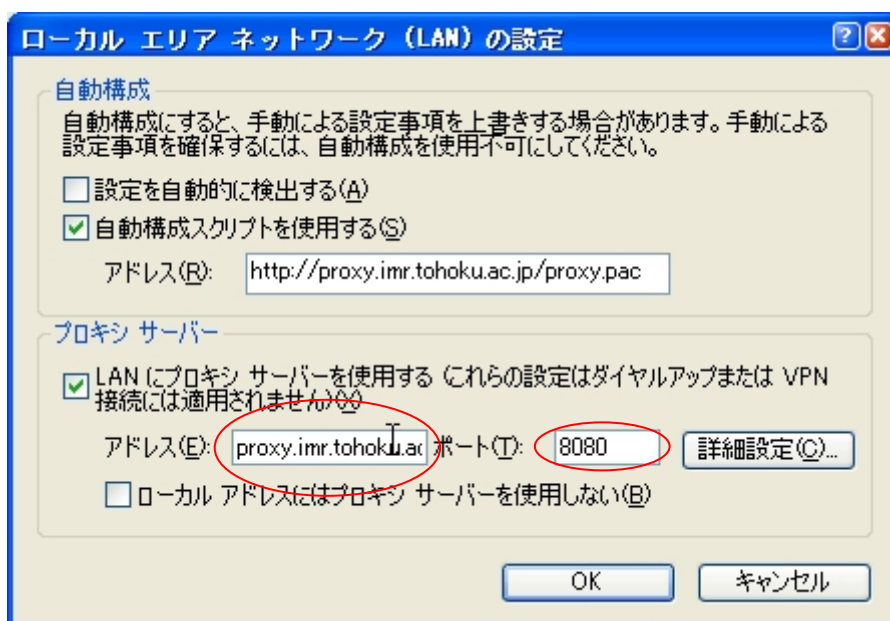 ローカル エリア ネットワーク (LAN) の設定
自動構成
自動構成にすると、手動による設定事項を上書きする場合があります。手動による
設定事項を確保するには、自動構成を使用不可にしてください。
設定を自動的に検出する(A)
自動構成スクリプトを使用する(S)
アドレス(R): http://proxy.imr.tohoku.ac.jp/proxy.pac
プロキシ サーバー
LAN にプロキシ サーバーを使用する (これらの設定はダイヤルアップまたは VPN
接続には適用されません)(X)
アドレス(E): proxy.imr.tohoku.ac ポート(T): 8080 詳細設定(C)...
ローカル アドレスにはプロキシ サーバーを使用しない(B)
OK キャンセル